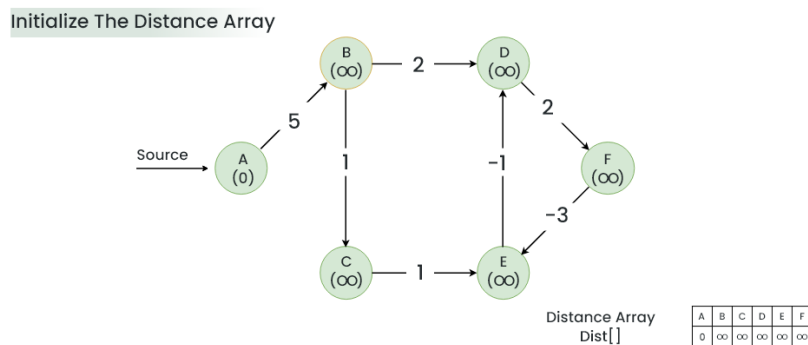 Initialize The Distance Array
B
(∞)
2
D
(∞)
5
2
Source
A
(0)
1
-1
F
(∞)
-3
C
(∞)
1
E
(∞)
Distance Array
Dist[]
A B C D E F
0 ∞ ∞ ∞ ∞ ∞